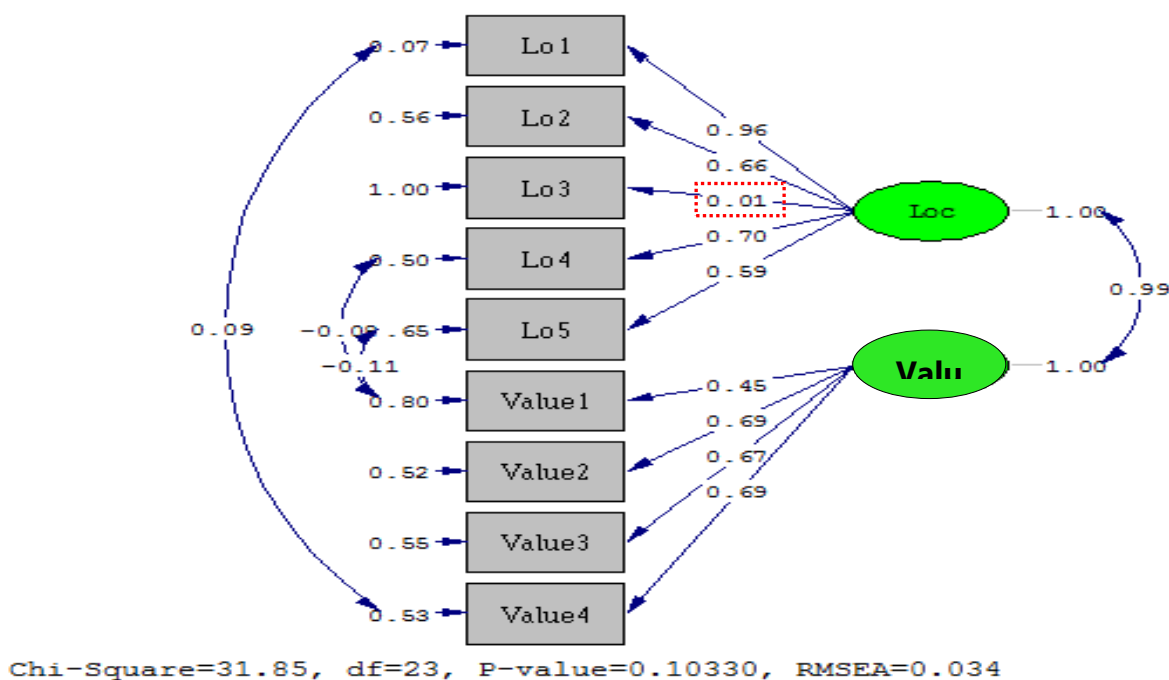 0.07 Lo1
0.56 Lo2 0.96
0.66
1.00 Lo3 0.01 Loc 1.00
0.70
0.50 Lo4
0.59
0.99
0.09 -0.09 .65 Lo5
-0.11 Valu 1.00
0.80 Value1 0.45
0.69
0.52 Value2 0.67
0.69
0.55 Value3
0.53 Value4
Chi-Square=31.85, df=23, P-value=0.10330, RMSEA=0.034